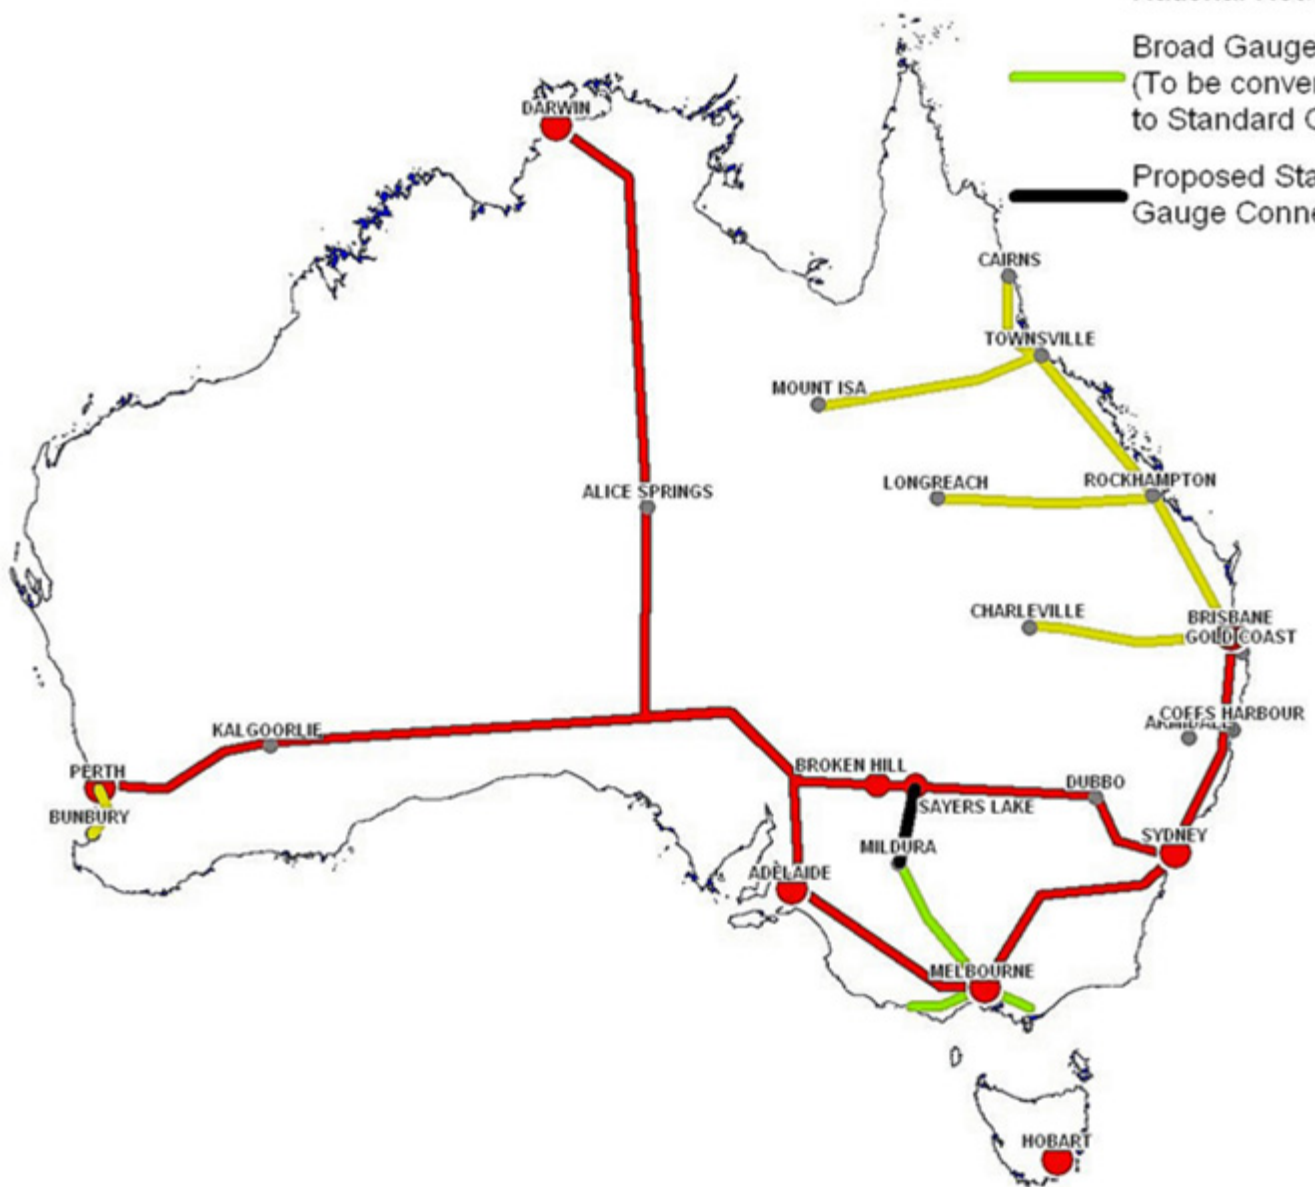 Broad Gauge
(To be conver
to Standard
Proposed Sta
Gauge Conne
DARWIN
CAIRNS
TOWNSVILLE
MOUNT ISA
LONGREACH
ROCKHAMPTON
ALICE SPRINGS
CHARLEVILLE
BRISBANE
GOLD COAST
COFFS HARBOUR
KALGOORLIE
PERTH
BUNBURY
BROKEN HILL
DUBBO
SAYERS LAKE
SYDNEY
MILDURA
ADELAIDE
MELBOURNE
HOBART